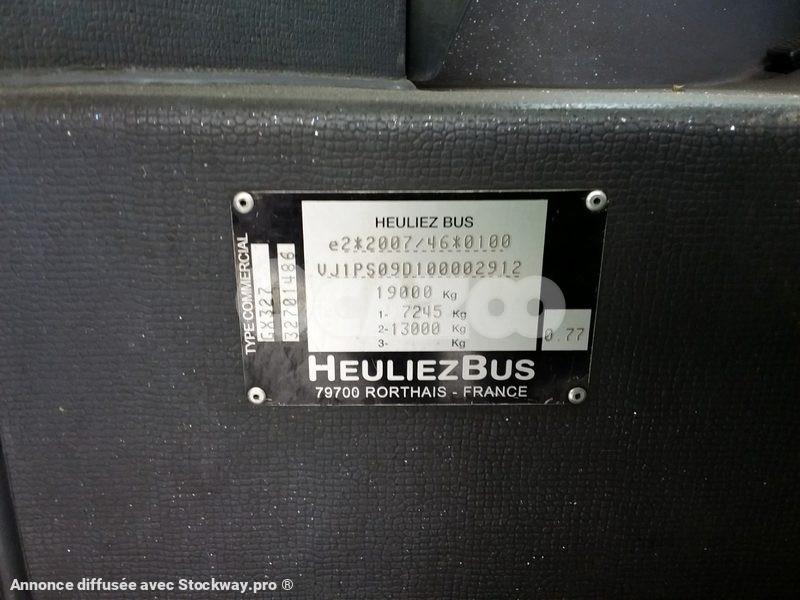 HEULIEZ BUS
e2*2007/46*0100
VJ1PS09D100002912
19000 Kg
1- 7245 Kg
2- 13000 Kg
3- Kg
TYPE COMMERCIAL
GX327
32701486
0.77
HEULIEZBUS
79700 RORTHAIS - FRANCE
Annonce diffusée avec Stockway.pro ®